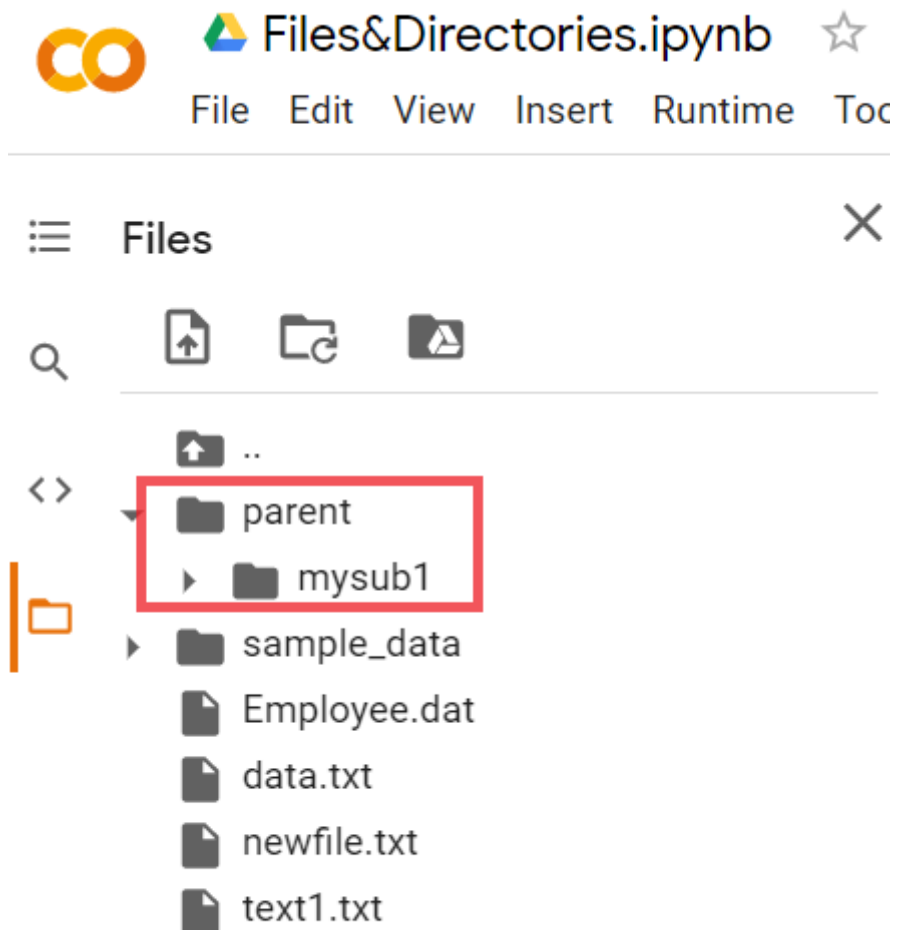 Files&Directories.ipynb
File Edit View Insert Runtime
Files
..
parent
mysub1
sample_data
Employee.dat
data.txt
newfile.txt
text1.txt